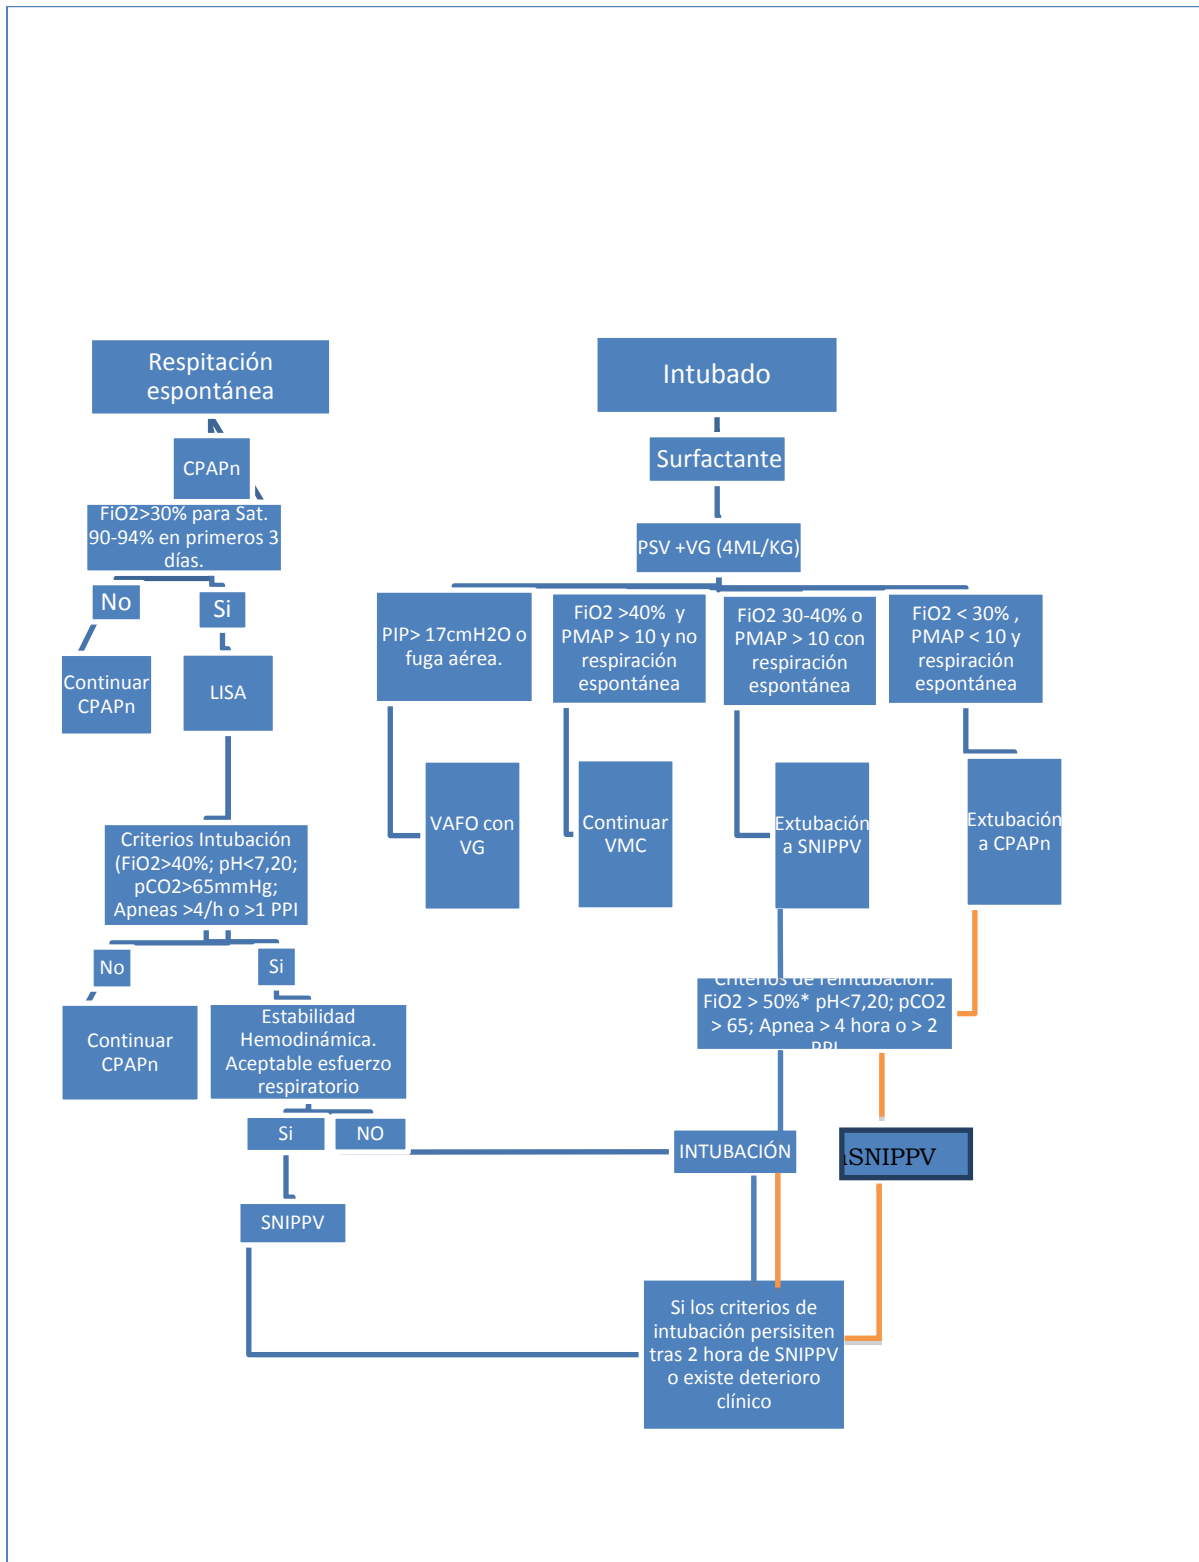 Respitación
espontánea
CPAPn
FiO2>30% para Sat.
90-94% en primeros 3
días.
No
Si
Continuar
CPAPn
LISA
Criterios Intubación
(FiO2>40%; pH<7,20;
pCO2>65mmHg;
Apneas >4/h o >1 PPI
No
Si
Continuar
CPAPn
Estabilidad
Hemodinámica.
Aceptable esfuerzo
respiratorio
Si
NO
SNIPPV
Intubado
Surfactante
PSV +VG (4ML/KG)
PIP> 17cmH2O o
fuga aérea.
FiO2 >40% y
PMAP > 10 y no
respiración
espontánea
FiO2 30-40% o
PMAP > 10 con
respiración
espontánea
FiO2 < 30% ,
PMAP < 10 y
respiración
espontánea
VAFO con
VG
Continuar
VMC
Extubación
a SNIPPV
Extubación
a CPAPn
Criterios de reintubación:
FiO2 > 50%* pH<7,20; pCO2
> 65; Apnea > 4 hora o > 2
PPI
INTUBACIÓN
SNIPPV
Si los criterios de
intubación persisiten
tras 2 hora de SNIPPV
o existe deterioro
clínico